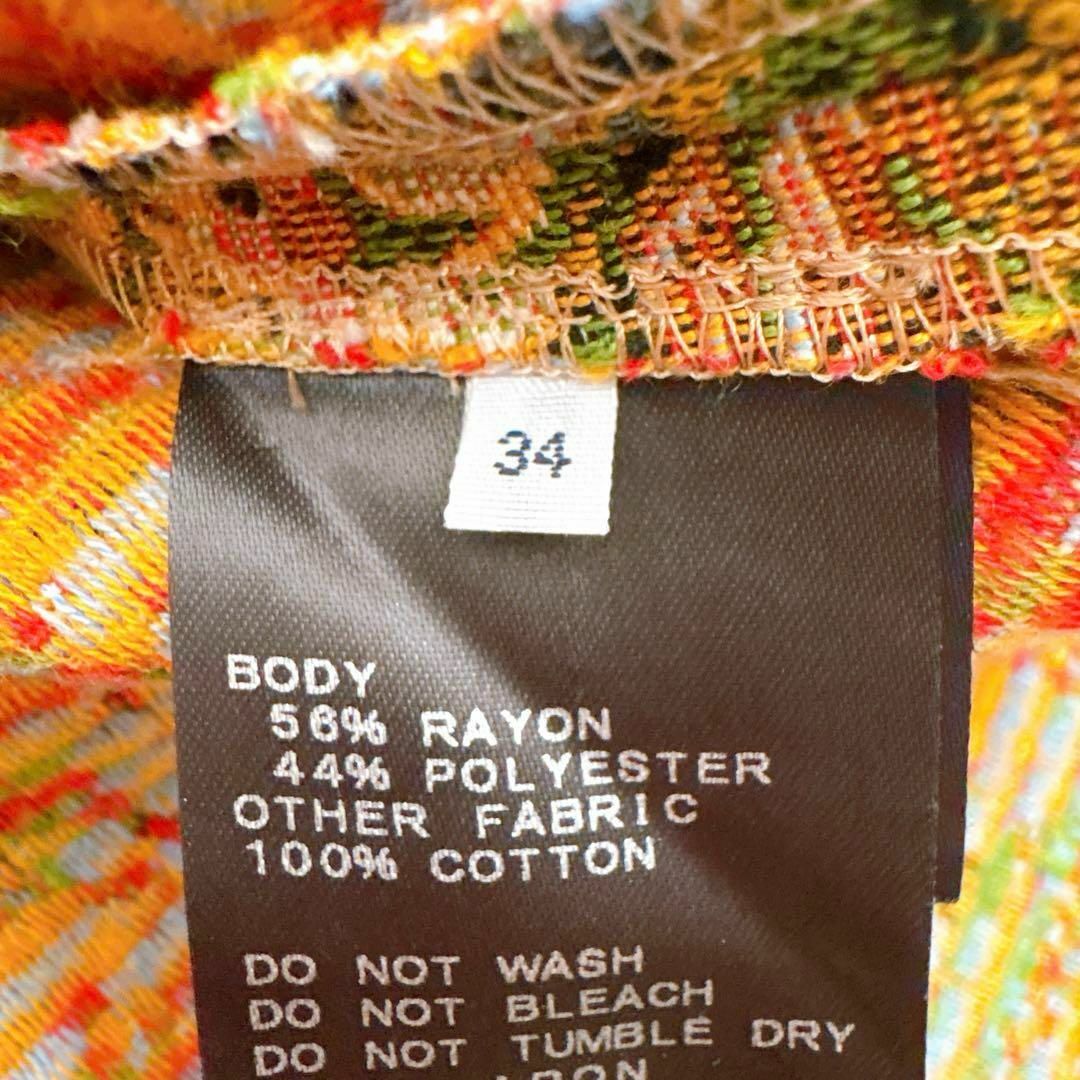 34
BODY
56% RAYON
44% POLYESTER
OTHER FABRIC
100% COTTON
DO NOT WASH
DO NOT BLEACH
DO NOT TUMBLE DRY